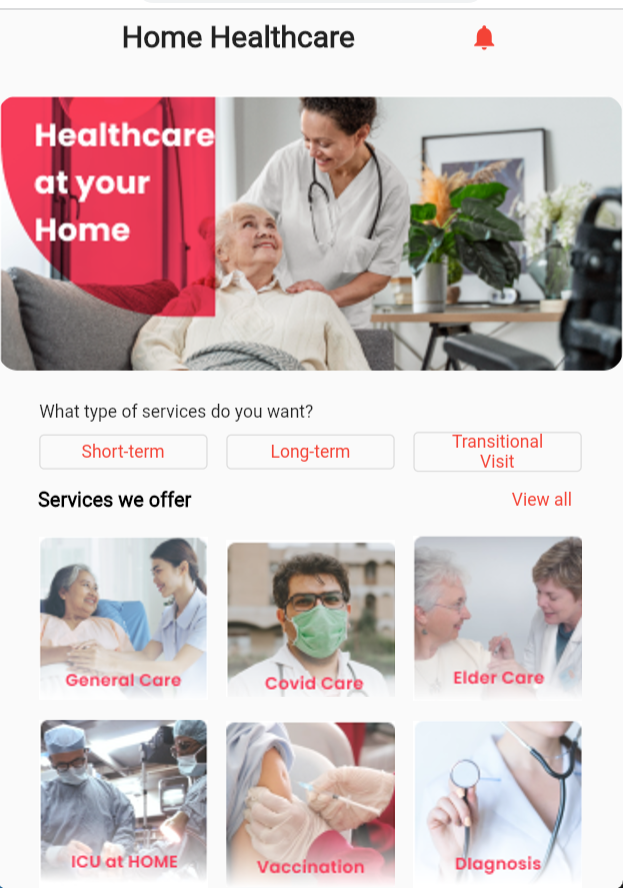 Home Healthcare
Healthcare
at your
Home
What type of services do you want?
Short-term
Long-term
Transitional
Visit
Services we offer
View all
General Care
Covid Care
Elder Care
ICU at HOME
Vaccination
DIagnosis